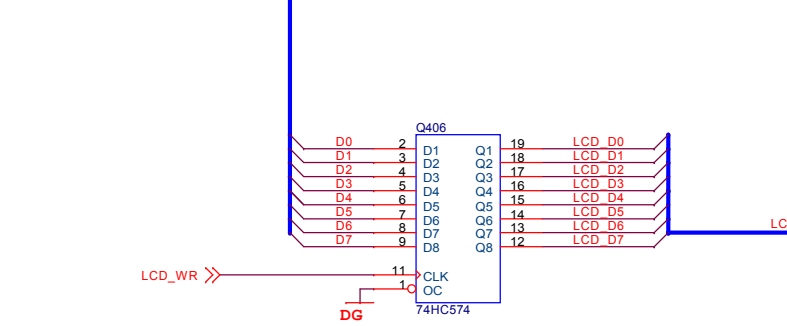 Q406
D0 2 D1 Q1 19 LCD_D0
D1 3 D2 Q2 18 LCD_D1
D2 4 D3 Q3 17 LCD_D2
D3 5 D4 Q4 16 LCD_D3
D4 6 D5 Q5 15 LCD_D4
D5 7 D6 Q6 14 LCD_D5
D6 8 D7 Q7 13 LCD_D6
D7 9 D8 Q8 12 LCD_D7
LC
LCD_WR 11 CLK
1 OC
DG 74HC574